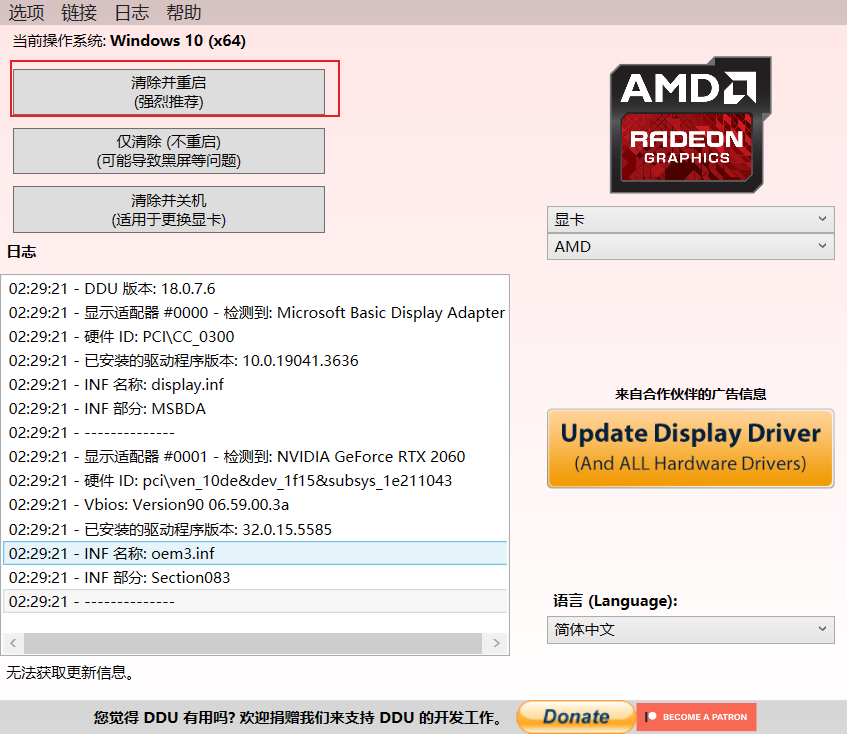 选项 链接 日志 帮助
当前操作系统: Windows 10 (x64)
清除并重启
(强烈推荐)
仅清除 (不重启)
(可能导致黑屏等问题)
清除并关机
(适用于更换显卡)
AMD
RADEON
GRAPHICS
显卡
AMD
日志
02:29:21 - DDU 版本: 18.0.7.6
02:29:21 - 显示适配器 #0000 - 检测到: Microsoft Basic Display Adapter
02:29:21 - 硬件 ID: PCI\CC_0300
02:29:21 - 已安装的驱动程序版本: 10.0.19041.3636
02:29:21 - INF 名称: display.inf
02:29:21 - INF 部分: MSBDA
02:29:21 - --------------
02:29:21 - 显示适配器 #0001 - 检测到: NVIDIA GeForce RTX 2060
02:29:21 - 硬件 ID: pci\ven_10de&dev_1f15&subsys_1e211043
02:29:21 - Vbios: Version90 06.59.00.3a
02:29:21 - 已安装的驱动程序版本: 32.0.15.5585
02:29:21 - INF 名称: oem3.inf
02:29:21 - INF 部分: Section083
02:29:21 - --------------
来自合作伙伴的广告信息
Update Display Driver
(And ALL Hardware Drivers)
语言 (Language):
简体中文
无法获取更新信息。
您觉得 DDU 有用吗? 欢迎捐赠我们来支持 DDU 的开发工作。 Donate BECOME A PATRON